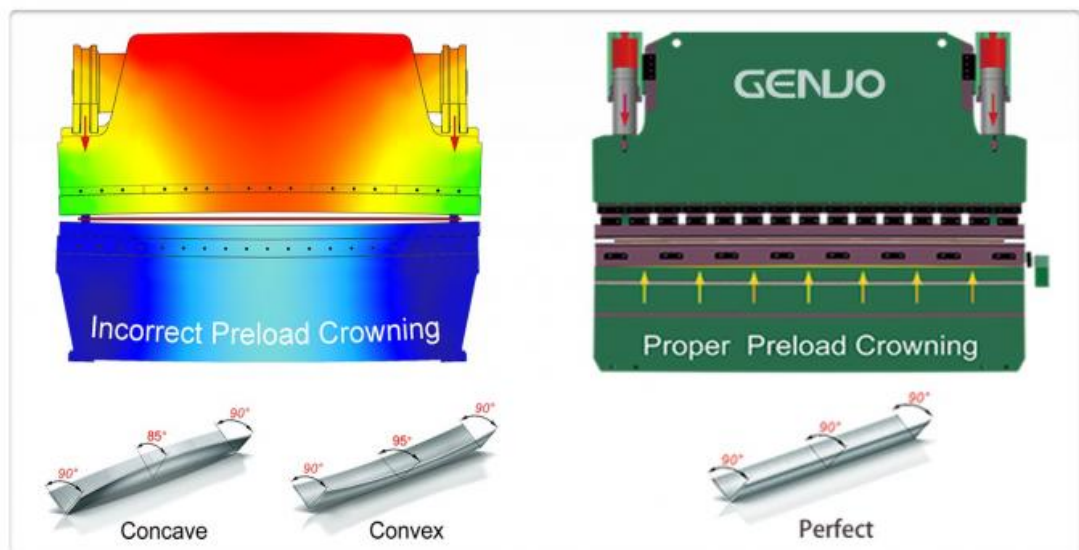 GENUO
Incorrect Preload Crowning
Proper Preload Crowning
90°
85°
90°
Concave
90°
95°
90°
Convex
90°
90°
90°
Perfect